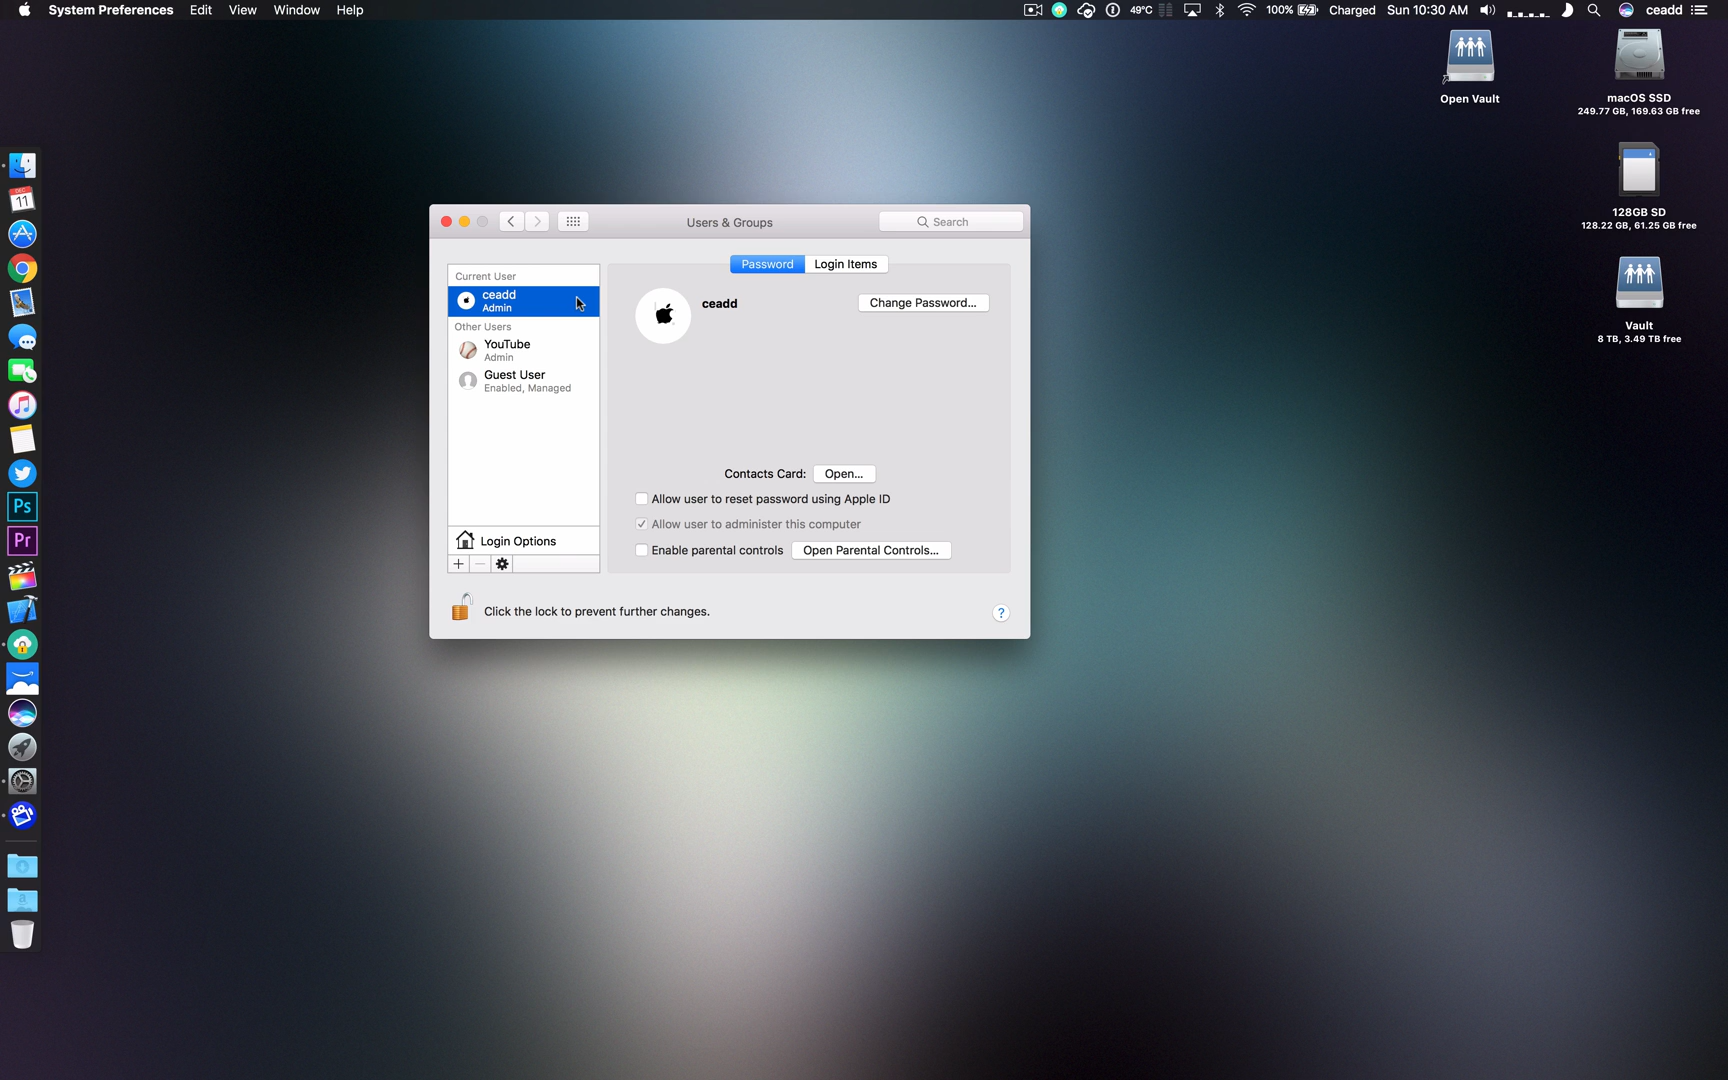 System Preferences Edit View Window Help
49°C 100% Charged Sun 10:30 AM ceadd
Open Vault
macOS SSD
249.77 GB, 169.63 GB free
128GB SD
128.22 GB, 61.25 GB free
Vault
8 TB, 3.49 TB free
DEC
11
Ps
Pr
Users & Groups
Search
Password Login Items
Current User
ceadd
Admin
Other Users
YouTube
Admin
Guest User
Enabled, Managed
Login Options
ceadd
Change Password...
Contacts Card: Open...
Allow user to reset password using Apple ID
Allow user to administer this computer
Enable parental controls Open Parental Controls...
Click the lock to prevent further changes.
?